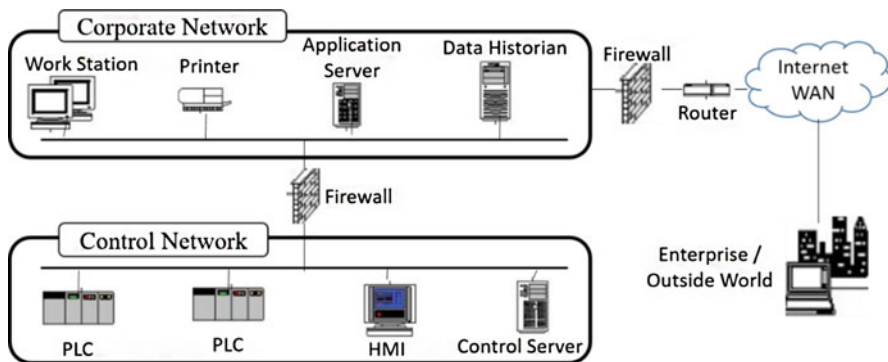 Corporate Network
Work Station
Printer
Application
Server
Data Historian
Firewall
Router
Internet
WAN
Firewall
Control Network
PLC
PLC
HMI
Control Server
Enterprise /
Outside World